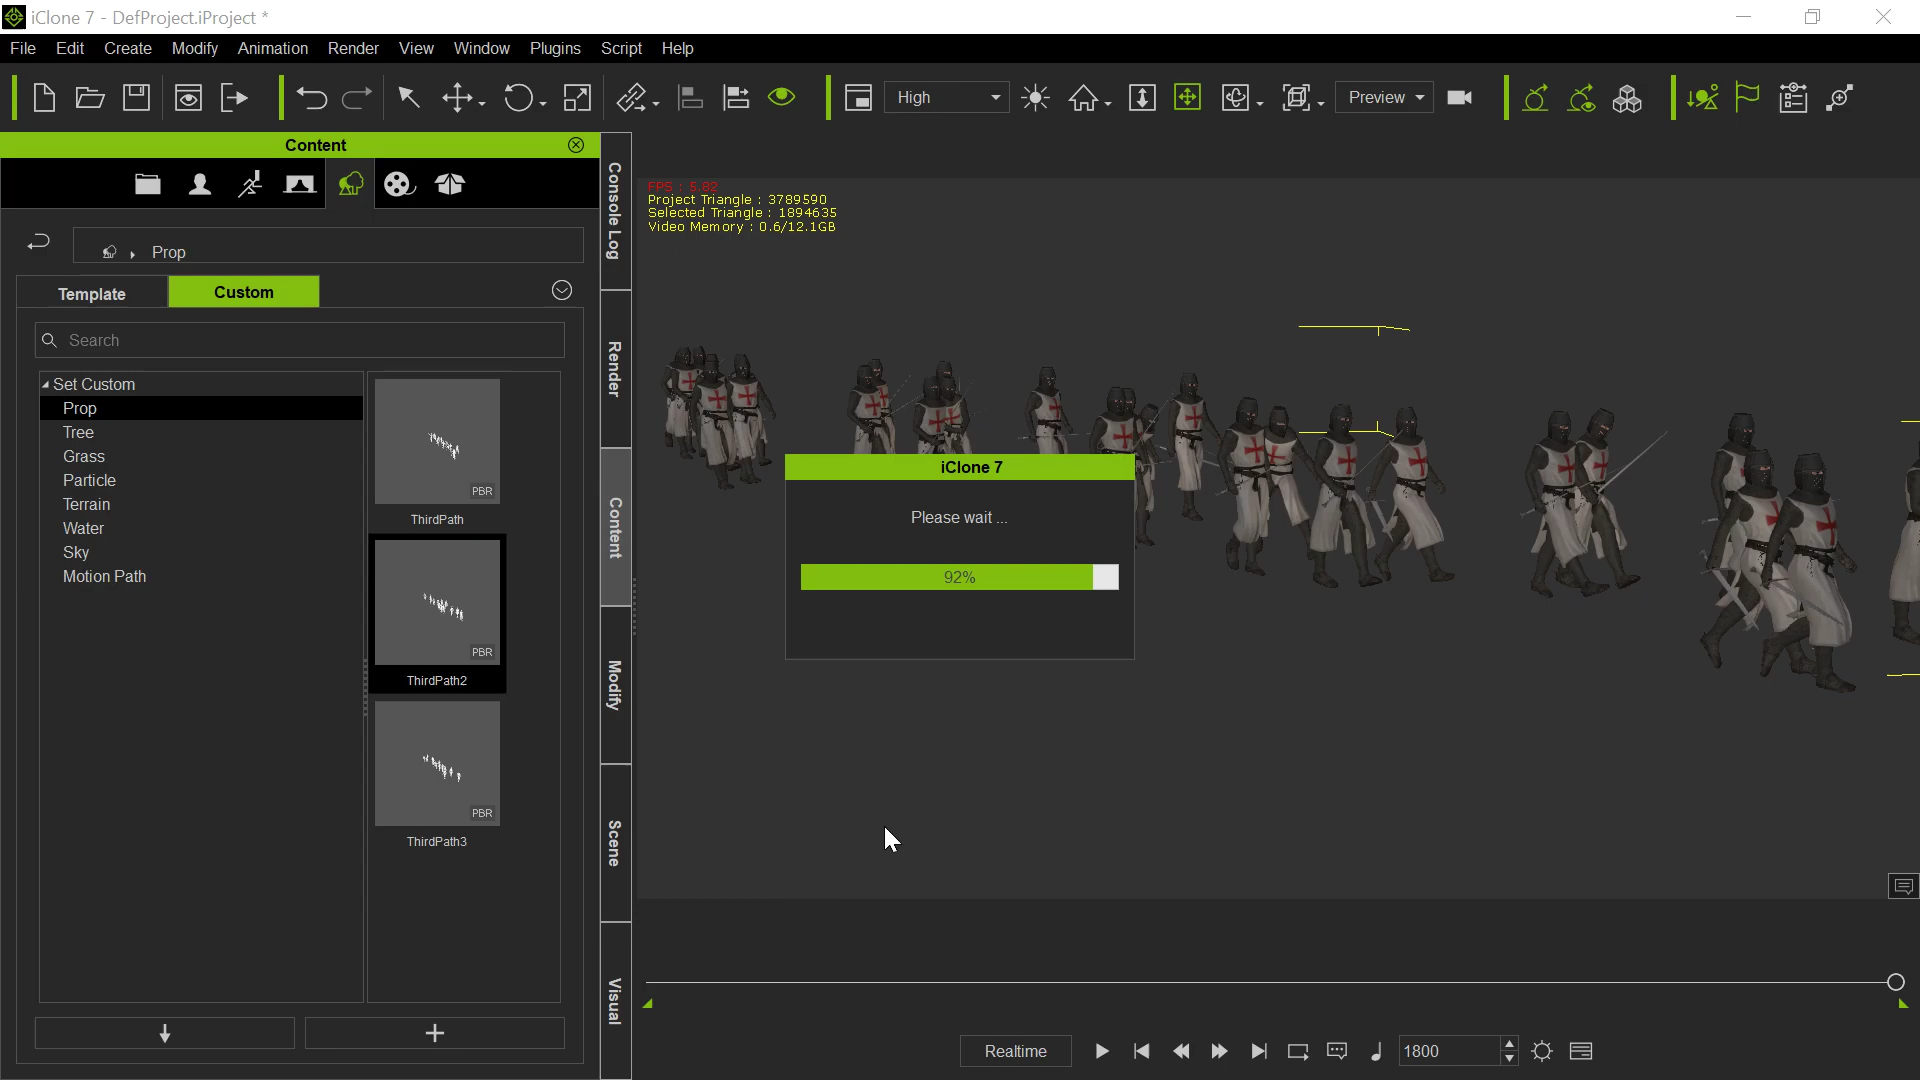 iClone 7 - DefProject.iProject *
File Edit Create Modify Animation Render View Window Plugins Script Help
High
Preview
Content
Prop
Template
Custom
Search
Set Custom
Prop
Tree
Grass
Particle
Terrain
Water
Sky
Motion Path
PBR
ThirdPath
PBR
ThirdPath2
PBR
ThirdPath3
Console Log
Render
Content
Modify
Scene
Visual
FPS : 5.82
Project Triangle : 3789590
Selected Triangle : 1894635
Video Memory : 0.6/12.1GB
iClone 7
Please wait ...
92%
Realtime
1800